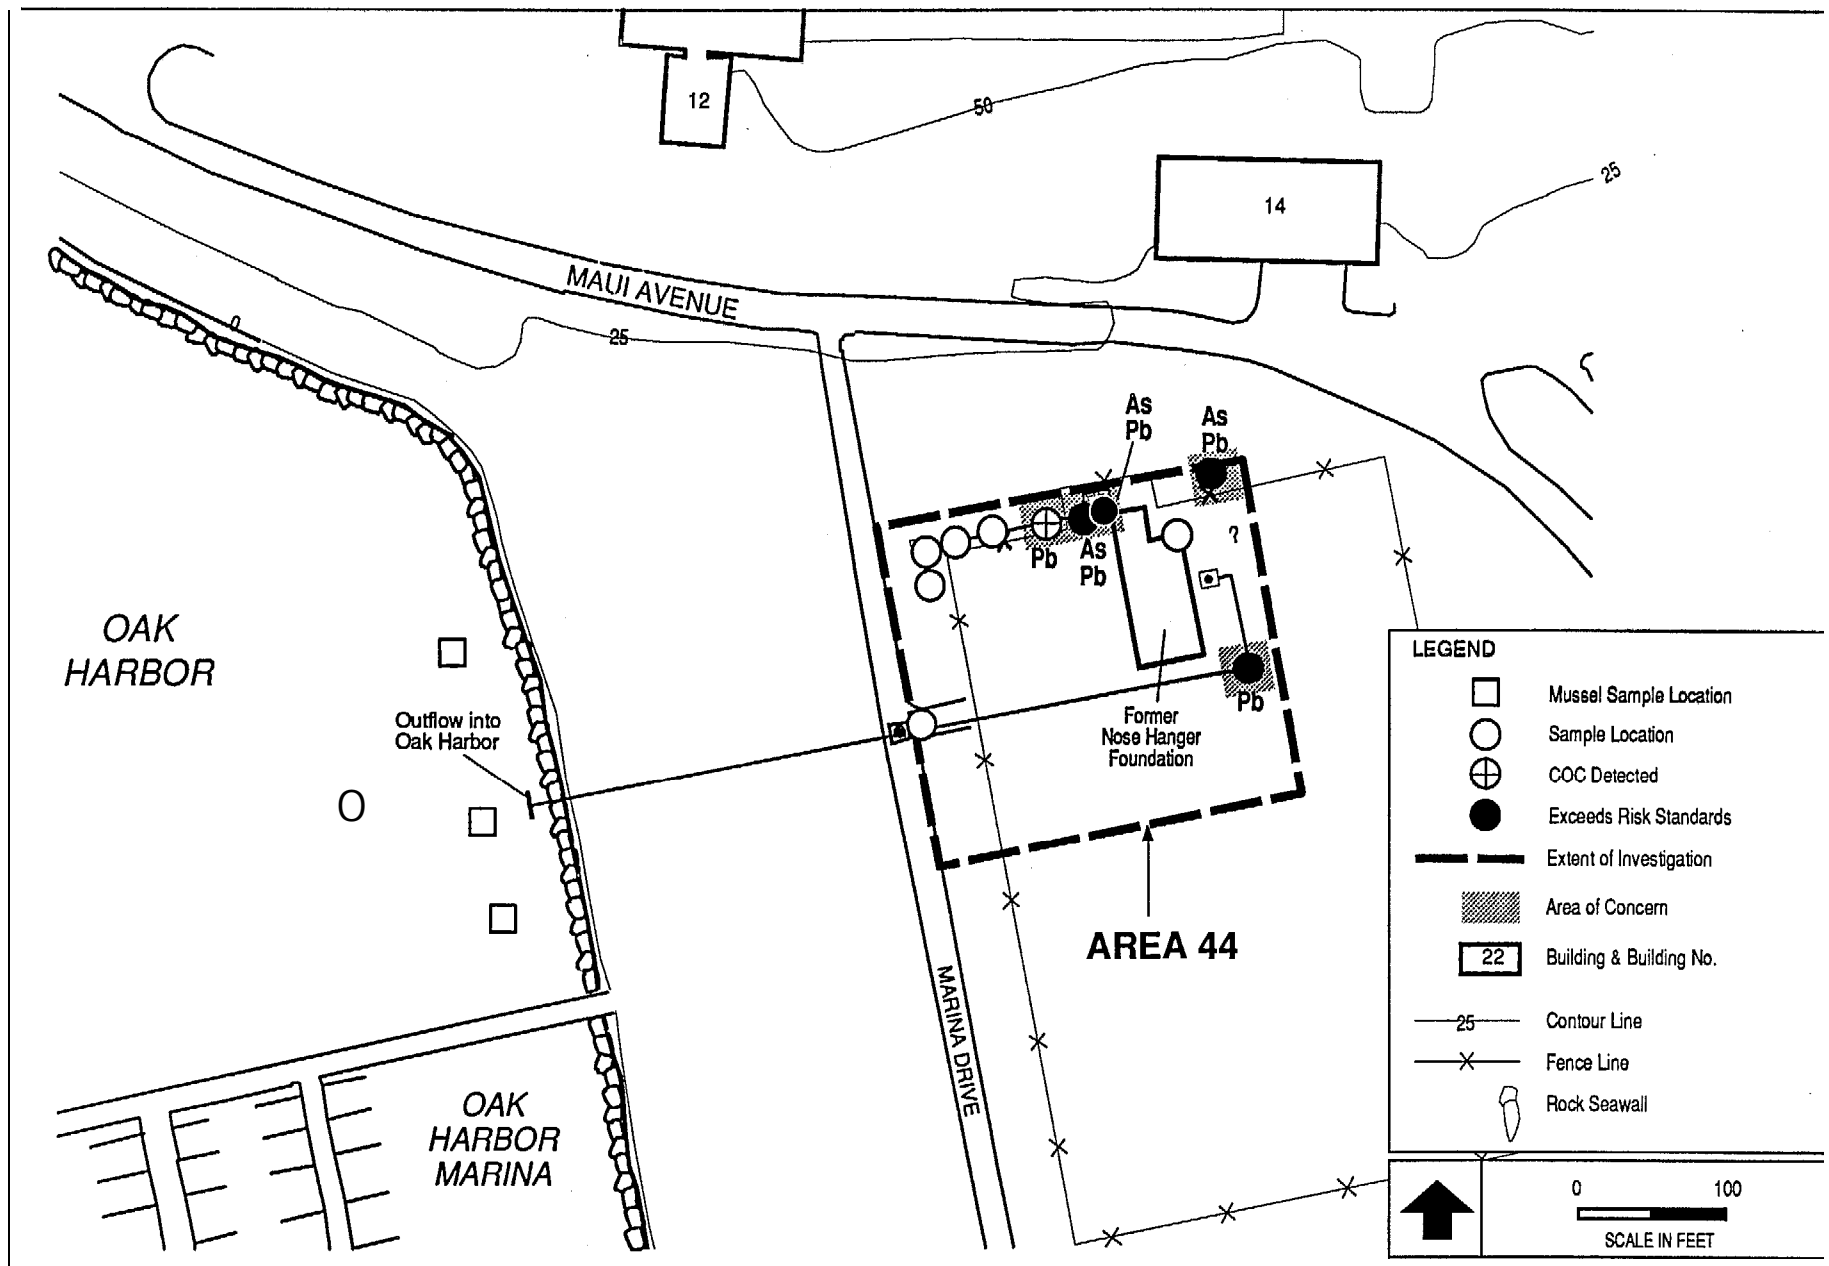 12
50
14
25
MAUI AVENUE
0
25
As
Pb
As
Pb
?
Pb
As
Pb
OAK
HARBOR
Outflow into
Oak Harbor
O
Pb
Former
Nose Hanger
Foundation
AREA 44
MARINA DRIVE
OAK
HARBOR
MARINA
LEGEND
Mussel Sample Location
Sample Location
COC Detected
Exceeds Risk Standards
Extent of Investigation
Area of Concern
22
Building & Building No.
25
Contour Line
Fence Line
Rock Seawall
0 100
SCALE IN FEET